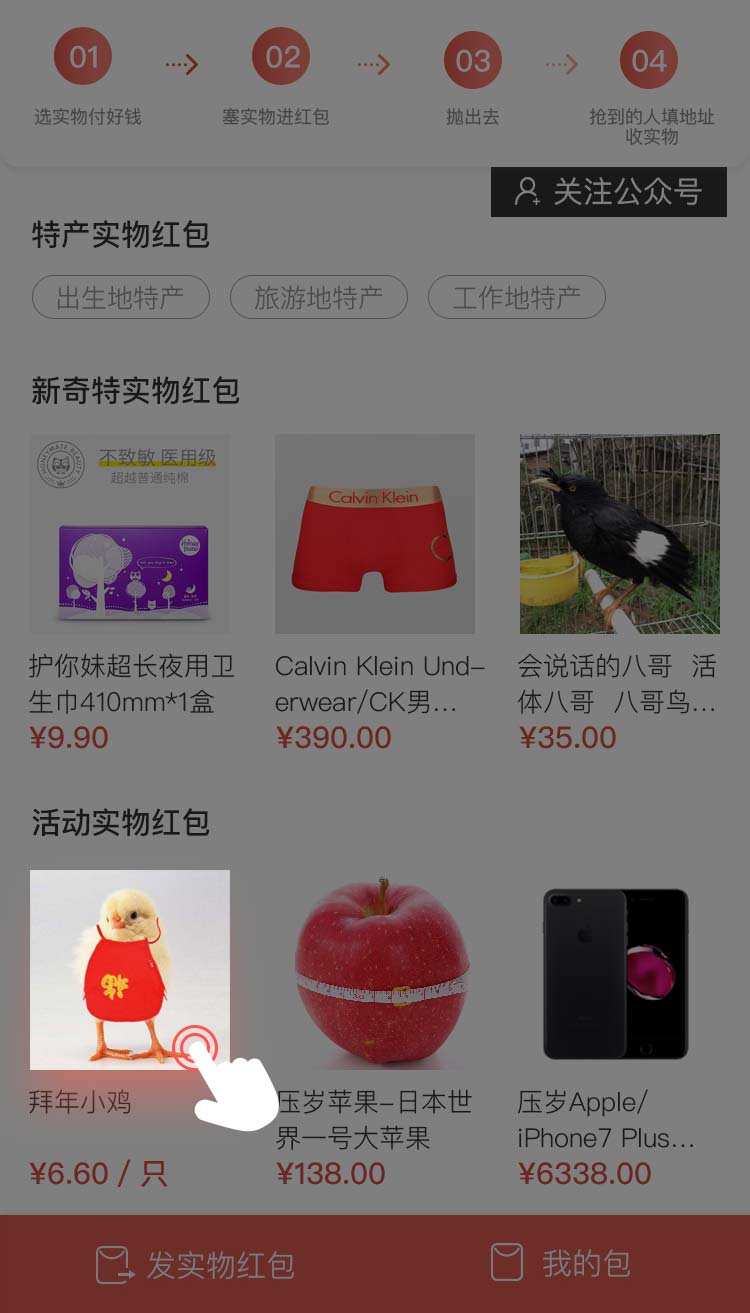 01
02
03
04
选实物付好钱
塞实物进红包
抛出去
抢到的人填地址
收实物
关注公众号
特产实物红包
出生地特产
旅游地特产
工作地特产
新奇特实物红包
HONEYMATE BEAUTY
不致敏 医用级
超越普通纯棉
Calvin Klein
护你妹超长夜用卫
生巾410mm*1盒
¥9.90
Calvin Klein Und-
erwear/CK男...
¥390.00
会说话的八哥 活
体八哥 八哥鸟...
¥35.00
活动实物红包
拜年小鸡
¥6.60 / 只
压岁苹果-日本世
界一号大苹果
¥138.00
压岁Apple/
iPhone7 Plus...
¥6338.00
发实物红包
我的包